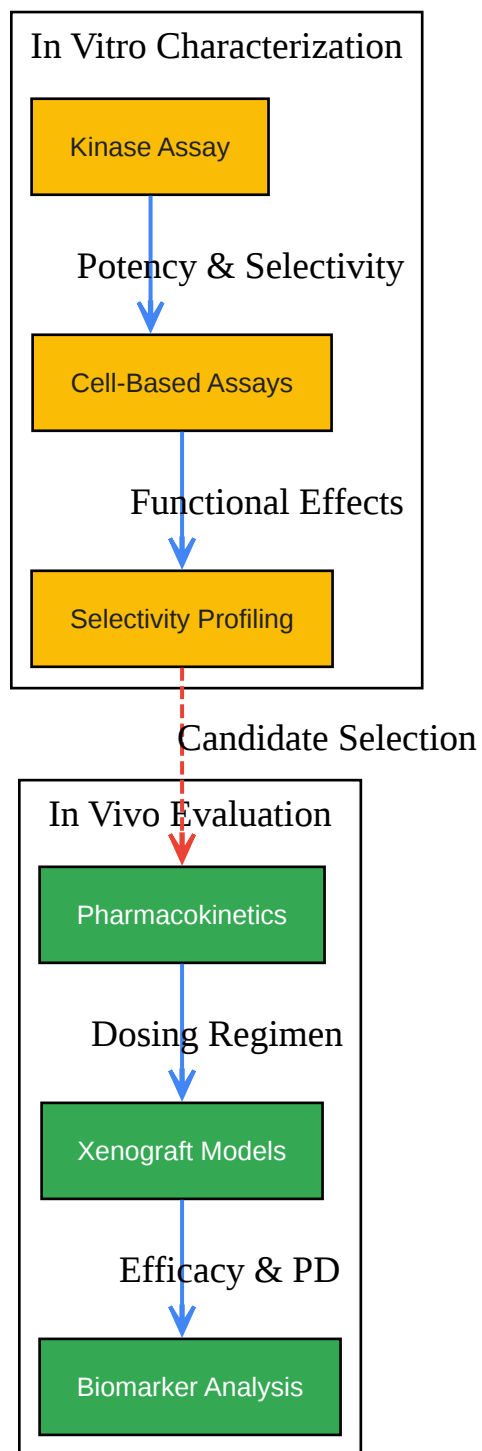 In Vitro Characterization
Kinase Assay
Potency & Selectivity
Cell-Based Assays
Functional Effects
Selectivity Profiling
Candidate Selection
In Vivo Evaluation
Pharmacokinetics
Dosing Regimen
Xenograft Models
Efficacy & PD
Biomarker Analysis